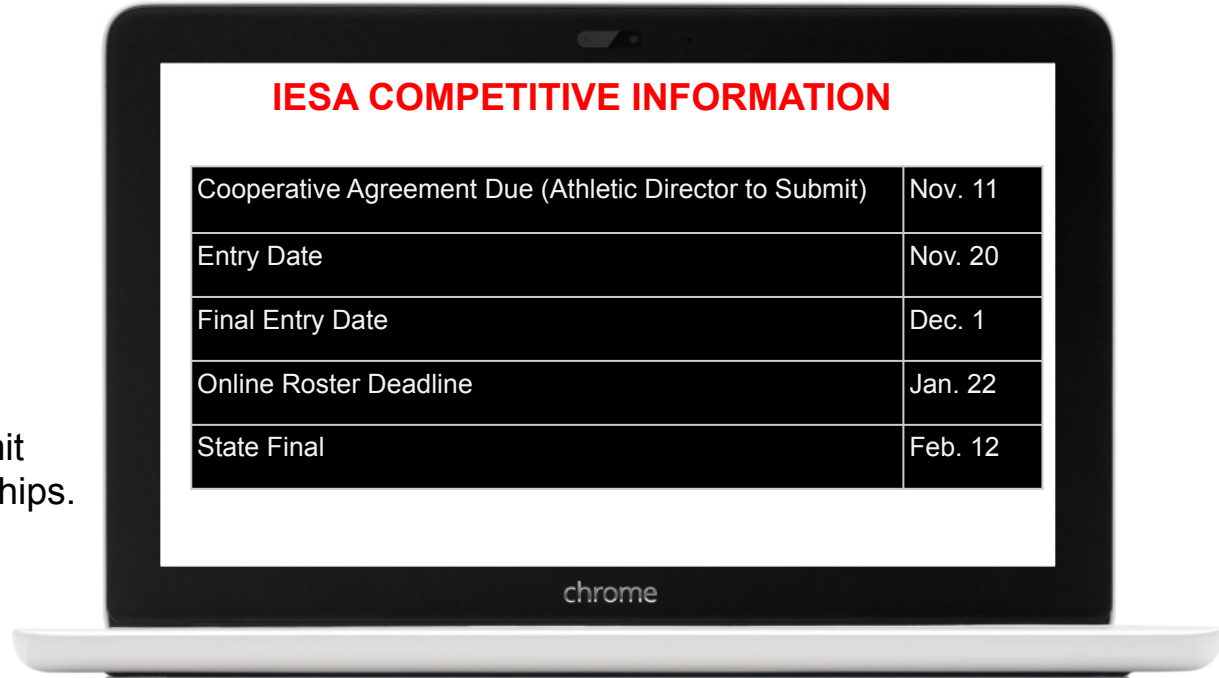 IESA COMPETITIVE INFORMATION
Cooperative Agreement Due (Athletic Director to Submit) Nov. 11
Entry Date Nov. 20
Final Entry Date Dec. 1
Online Roster Deadline Jan. 22
State Final Feb. 12
chrome